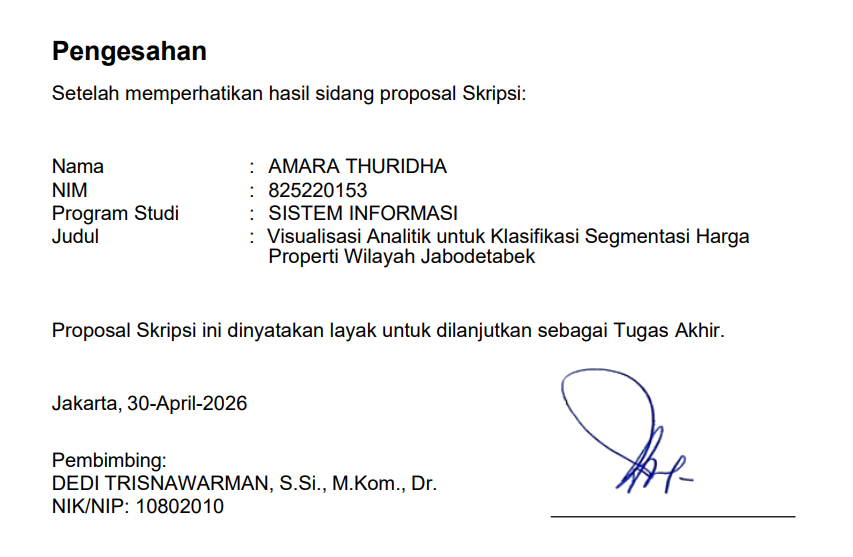 Pengesahan
Setelah memperhatikan hasil sidang proposal Skripsi:
Nama : AMARA THURIDHA
NIM : 825220153
Program Studi : SISTEM INFORMASI
Judul : Visualisasi Analitik untuk Klasifikasi Segmentasi Harga
Properti Wilayah Jabodetabek
Proposal Skripsi ini dinyatakan layak untuk dilanjutkan sebagai Tugas Akhir.
Jakarta, 30-April-2026
Pembimbing:
DEDI TRISNAWARMAN, S.Si., M.Kom., Dr.
NIK/NIP: 10802010